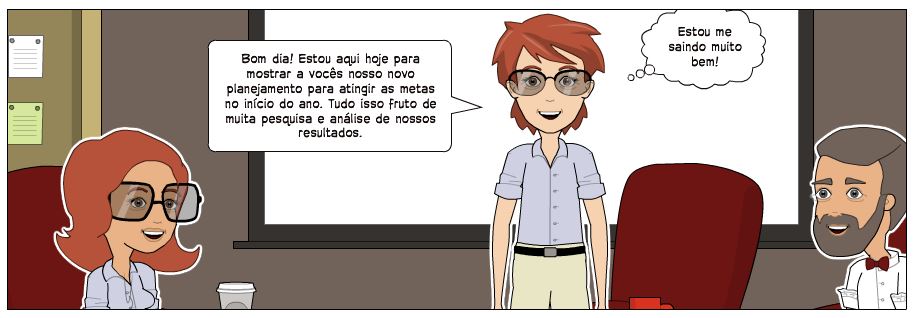 Bom dia! Estou aqui hoje para
mostrar a vocês nosso novo
planejamento para atingir as metas
no início do ano. Tudo isso fruto de
muita pesquisa e análise de nossos
resultados.
Estou me
saindo muito
bem!